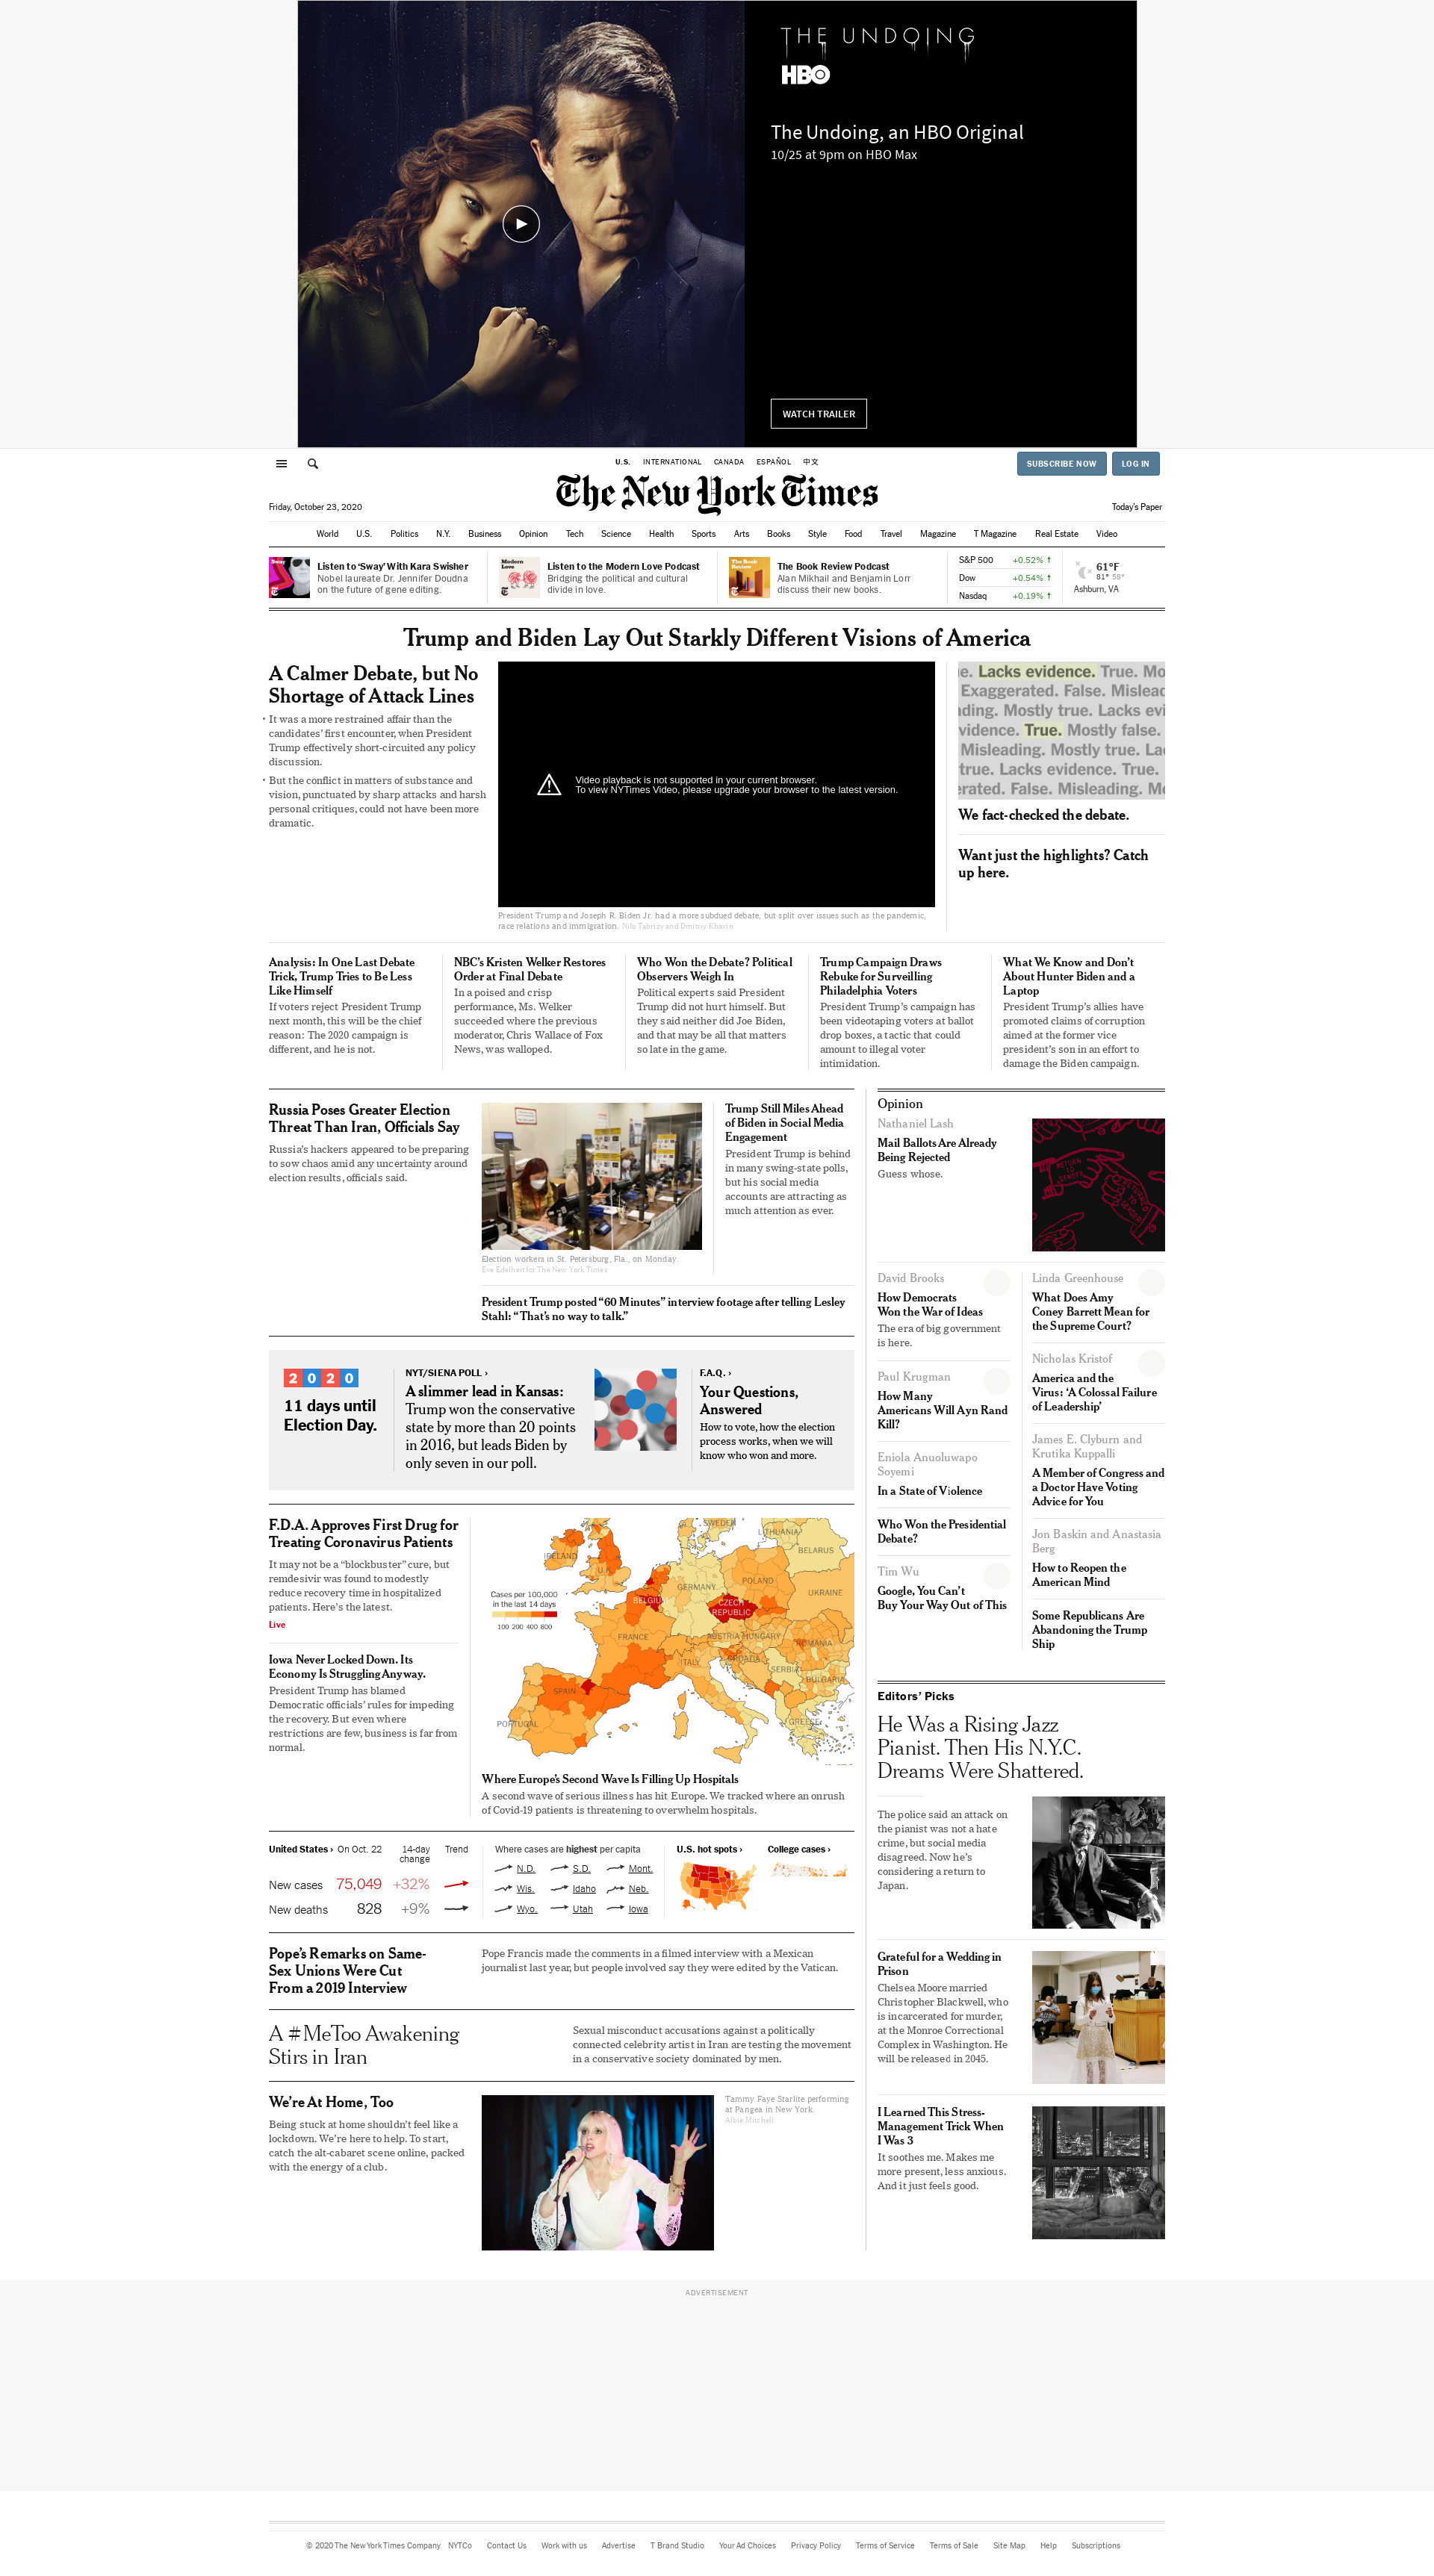 THE UNDOING
HBO
The Undoing, an HBO Original
10/25 at 9pm on HBO Max
WATCH TRAILER
U.S. INTERNATIONAL CANADA ESPAÑOL 中文
SUBSCRIBE NOW LOG IN
The New York Times
Friday, October 23, 2020
Today's Paper
World U.S. Politics N.Y. Business Opinion Tech Science Health Sports Arts Books Style Food Travel Magazine T Magazine Real Estate Video
Listen to ‘Sway’ With Kara Swisher
Nobel laureate Dr. Jennifer Doudna
on the future of gene editing.
Modern
Love
Listen to the Modern Love Podcast
Bridging the political and cultural
divide in love.
The Book
Review
The Book Review Podcast
Alan Mikhail and Benjamin Lorr
discuss their new books.
S&P 500 +0.52% ↑
Dow +0.54% ↑
Nasdaq +0.19% ↑
61°F
81° 58°
Ashburn, VA
Trump and Biden Lay Out Starkly Different Visions of America
A Calmer Debate, but No
Shortage of Attack Lines
• It was a more restrained affair than the
candidates’ first encounter, when President
Trump effectively short-circuited any policy
discussion.
• But the conflict in matters of substance and
vision, punctuated by sharp attacks and harsh
personal critiques, could not have been more
dramatic.
Video playback is not supported in your current browser.
To view NYTimes Video, please upgrade your browser to the latest version.
President Trump and Joseph R. Biden Jr. had a more subdued debate, but split over issues such as the pandemic,
race relations and immigration. Nilo Tabrizy and Dmitriy Khavin
e. Lacks evidence. True. Mo
Exaggerated. False. Mislead
ading. Mostly true. Lacks evi
vidence. True. Mostly false.
Misleading. Mostly true. La
true. Lacks evidence. True.
erated. False. Misleading. M
We fact-checked the debate.
Want just the highlights? Catch
up here.
Analysis: In One Last Debate
Trick, Trump Tries to Be Less
Like Himself
If voters reject President Trump
next month, this will be the chief
reason: The 2020 campaign is
different, and he is not.
NBC’s Kristen Welker Restores
Order at Final Debate
In a poised and crisp
performance, Ms. Welker
succeeded where the previous
moderator, Chris Wallace of Fox
News, was walloped.
Who Won the Debate? Political
Observers Weigh In
Political experts said President
Trump did not hurt himself. But
they said neither did Joe Biden,
and that may be all that matters
so late in the game.
Trump Campaign Draws
Rebuke for Surveilling
Philadelphia Voters
President Trump’s campaign has
been videotaping voters at ballot
drop boxes, a tactic that could
amount to illegal voter
intimidation.
What We Know and Don’t
About Hunter Biden and a
Laptop
President Trump’s allies have
promoted claims of corruption
aimed at the former vice
president’s son in an effort to
damage the Biden campaign.
Russia Poses Greater Election
Threat Than Iran, Officials Say
Russia’s hackers appeared to be preparing
to sow chaos amid any uncertainty around
election results, officials said.
Election workers in St. Petersburg, Fla., on Monday.
Eve Edelheit for The New York Times
Trump Still Miles Ahead
of Biden in Social Media
Engagement
President Trump is behind
in many swing-state polls,
but his social media
accounts are attracting as
much attention as ever.
President Trump posted “60 Minutes” interview footage after telling Lesley
Stahl: “That’s no way to talk.”
2020
11 days until
Election Day.
NYT/SIENA POLL ›
A slimmer lead in Kansas:
Trump won the conservative
state by more than 20 points
in 2016, but leads Biden by
only seven in our poll.
F.A.Q. ›
Your Questions,
Answered
How to vote, how the election
process works, when we will
know who won and more.
F.D.A. Approves First Drug for
Treating Coronavirus Patients
It may not be a “blockbuster” cure, but
remdesivir was found to modestly
reduce recovery time in hospitalized
patients. Here’s the latest.
Live
Iowa Never Locked Down. Its
Economy Is Struggling Anyway.
President Trump has blamed
Democratic officials’ rules for impeding
the recovery. But even where
restrictions are few, business is far from
normal.
Cases per 100,000
in the last 14 days
100 200 400 800
SWEDEN
LITHUANIA
IRELAND
BELARUS
U.K.
POLAND
GERMANY
UKRAINE
BELGIUM
CZECH
REPUBLIC
FRANCE
AUSTRIA HUNGARY
ROMANIA
ITALY
CROATIA
SERBIA
BULGARIA
SPAIN
PORTUGAL
GREECE
Where Europe’s Second Wave Is Filling Up Hospitals
A second wave of serious illness has hit Europe. We tracked where an onrush
of Covid-19 patients is threatening to overwhelm hospitals.
United States › On Oct. 22 14-day change Trend
New cases 75,049 +32%
New deaths 828 +9%
Where cases are highest per capita
N.D. S.D. Mont.
Wis. Idaho Neb.
Wyo. Utah Iowa
U.S. hot spots ›
College cases ›
Pope’s Remarks on Same-
Sex Unions Were Cut
From a 2019 Interview
Pope Francis made the comments in a filmed interview with a Mexican
journalist last year, but people involved say they were edited by the Vatican.
A #MeToo Awakening
Stirs in Iran
Sexual misconduct accusations against a politically
connected celebrity artist in Iran are testing the movement
in a conservative society dominated by men.
We’re At Home, Too
Being stuck at home shouldn’t feel like a
lockdown. We’re here to help. To start,
catch the alt-cabaret scene online, packed
with the energy of a club.
Tammy Faye Starlite performing
at Pangea in New York.
Albie Mitchell
Opinion
Nathaniel Lash
Mail Ballots Are Already
Being Rejected
Guess whose.
RETURN TO SENDER
RETURN TO SENDER
David Brooks
How Democrats
Won the War of Ideas
The era of big government
is here.
Paul Krugman
How Many
Americans Will Ayn Rand
Kill?
Eniola Anuoluwapo
Soyemi
In a State of Violence
Who Won the Presidential
Debate?
Tim Wu
Google, You Can’t
Buy Your Way Out of This
Linda Greenhouse
What Does Amy
Coney Barrett Mean for
the Supreme Court?
Nicholas Kristof
America and the
Virus: ‘A Colossal Failure
of Leadership’
James E. Clyburn and
Krutika Kuppalli
A Member of Congress and
a Doctor Have Voting
Advice for You
Jon Baskin and Anastasia
Berg
How to Reopen the
American Mind
Some Republicans Are
Abandoning the Trump
Ship
Editors’ Picks
He Was a Rising Jazz
Pianist. Then His N.Y.C.
Dreams Were Shattered.
The police said an attack on
the pianist was not a hate
crime, but social media
disagreed. Now he’s
considering a return to
Japan.
Grateful for a Wedding in
Prison
Chelsea Moore married
Christopher Blackwell, who
is incarcerated for murder,
at the Monroe Correctional
Complex in Washington. He
will be released in 2045.
I Learned This Stress-
Management Trick When
I Was 3
It soothes me. Makes me
more present, less anxious.
And it just feels good.
ADVERTISEMENT
© 2020 The New York Times Company NYTCo Contact Us Work with us Advertise T Brand Studio Your Ad Choices Privacy Policy Terms of Service Terms of Sale Site Map Help Subscriptions